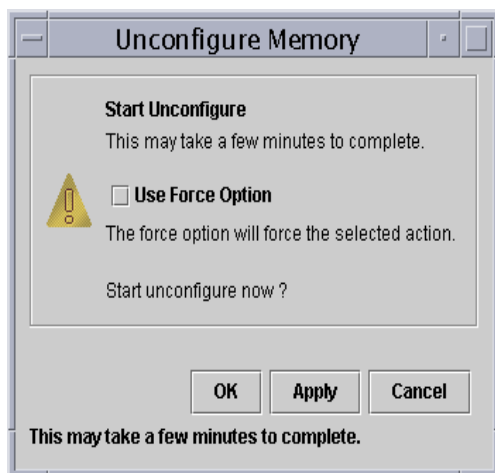 Unconfigure Memory
Start Unconfigure
This may take a few minutes to complete.
Use Force Option
The force option will force the selected action.
Start unconfigure now ?
OK Apply Cancel
This may take a few minutes to complete.